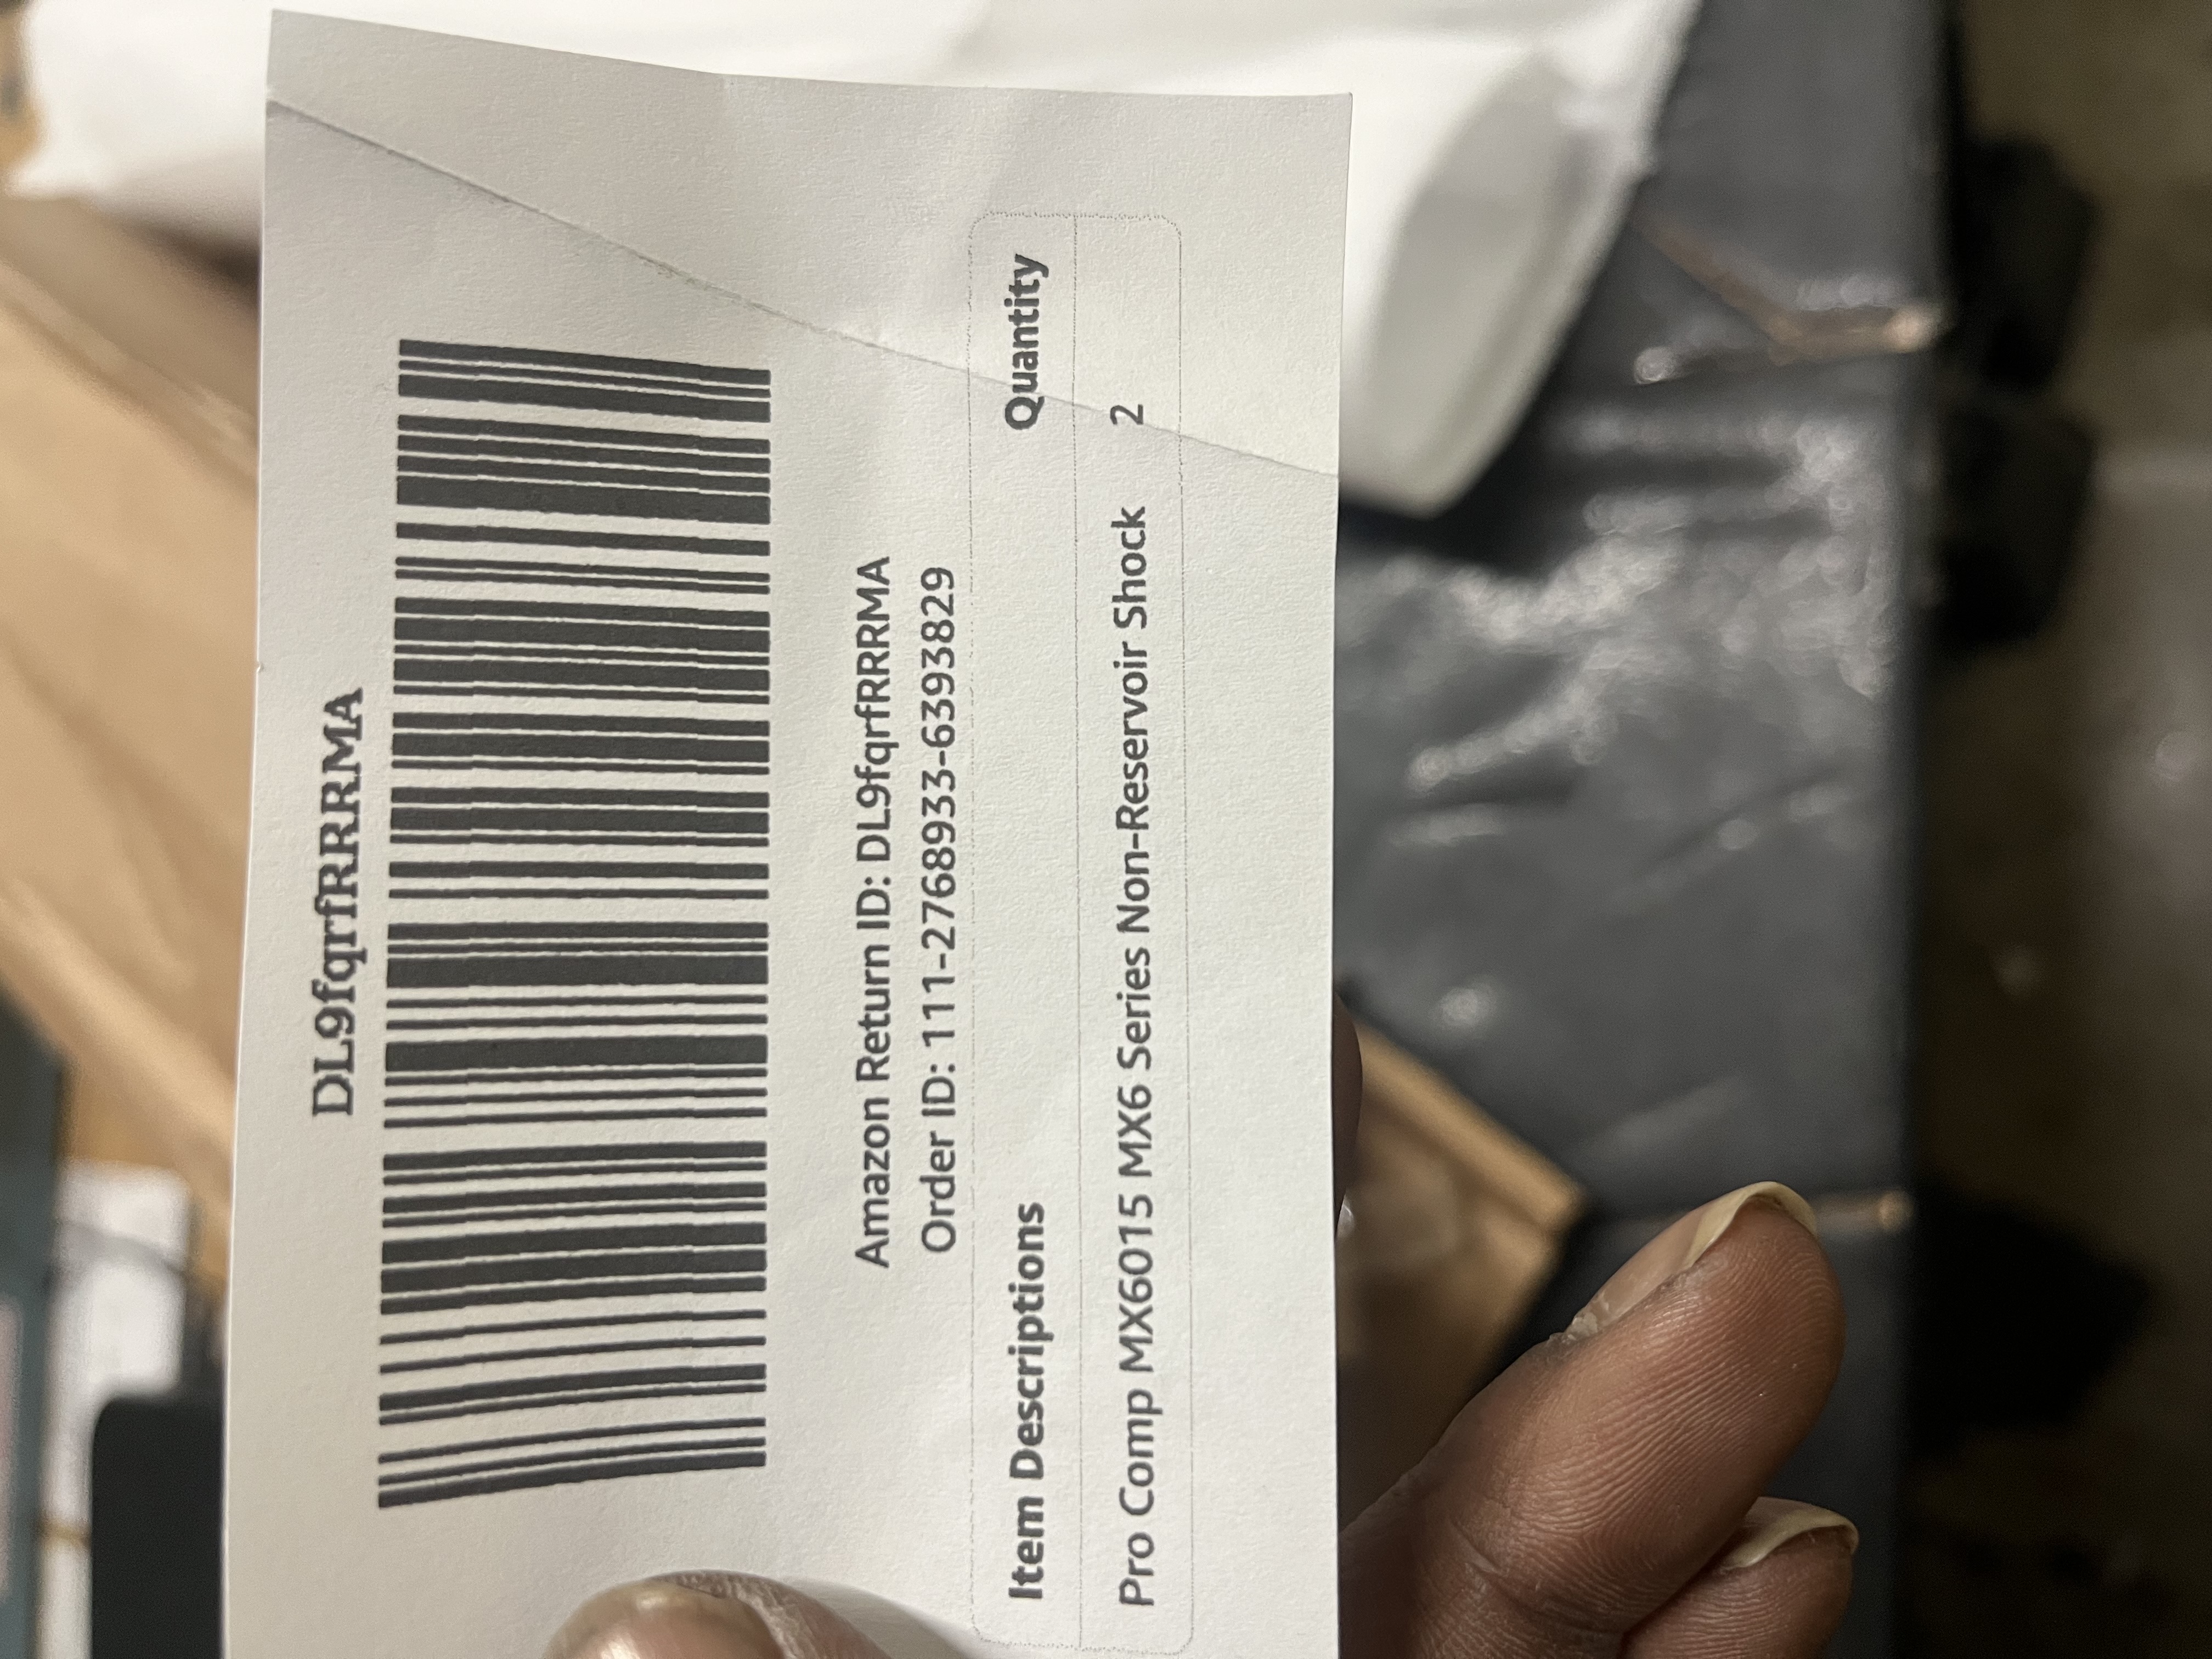 DL9fqrfRRRMA
Amazon Return ID: DL9fqrfRRRMA
Order ID: 111-2768933-6393829
Item Descriptions Quantity
Pro Comp MX6015 MX6 Series Non-Reservoir Shock 2